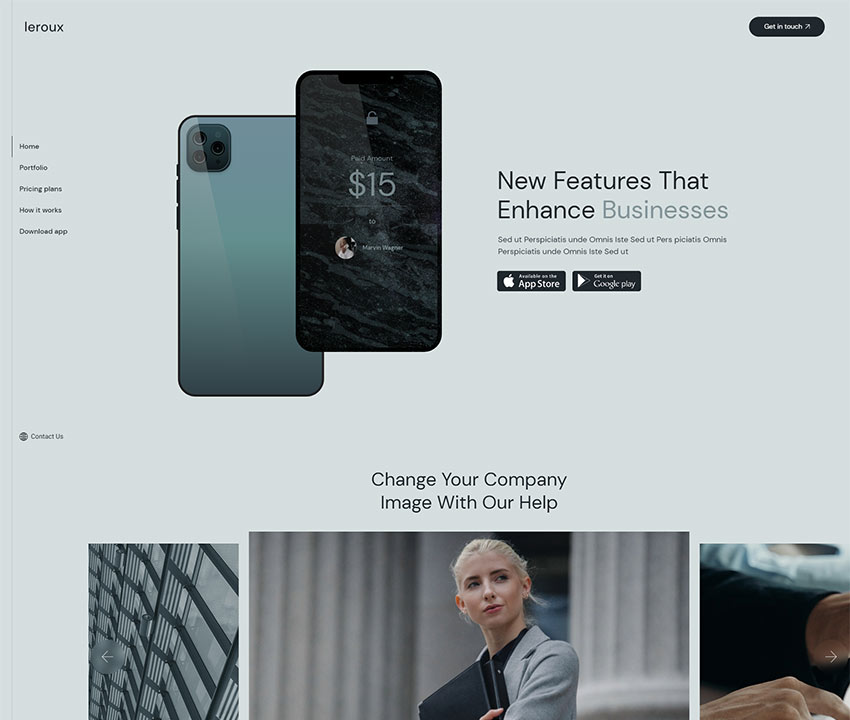 leroux
Get in touch
Home
Portfolio
Pricing plans
How it works
Download app
Contact Us
Paid Amount
$15
to
Marvin Wagner
New Features That
Enhance Businesses
Sed ut Perspiciatis unde Omnis Iste Sed ut Pers piciatis Omnis
Perspiciatis unde Omnis Iste Sed ut
Available on the
App Store
Get it on
Google play
Change Your Company
Image With Our Help